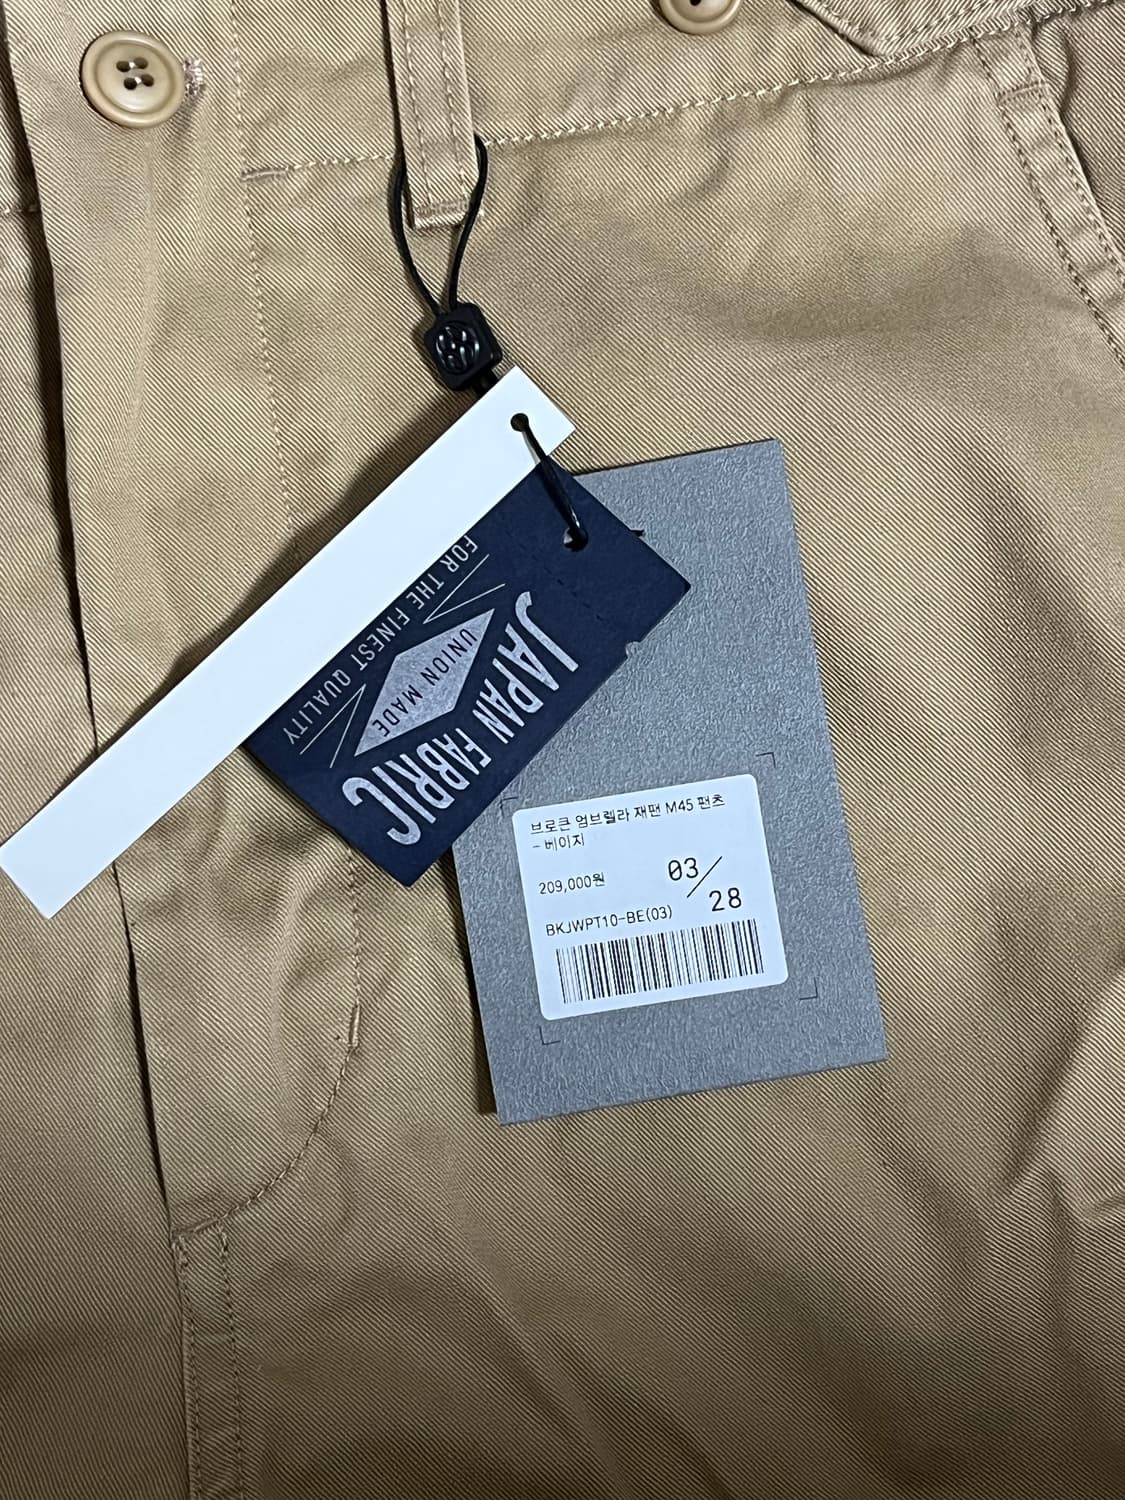 FOR THE FINEST QUALITY
UNION MADE
JAPAN FABRIC
브로큰 엄브렐라 재팬 M45 팬츠
- 베이지
209,000원
03/28
BKJWPT10-BE(03)